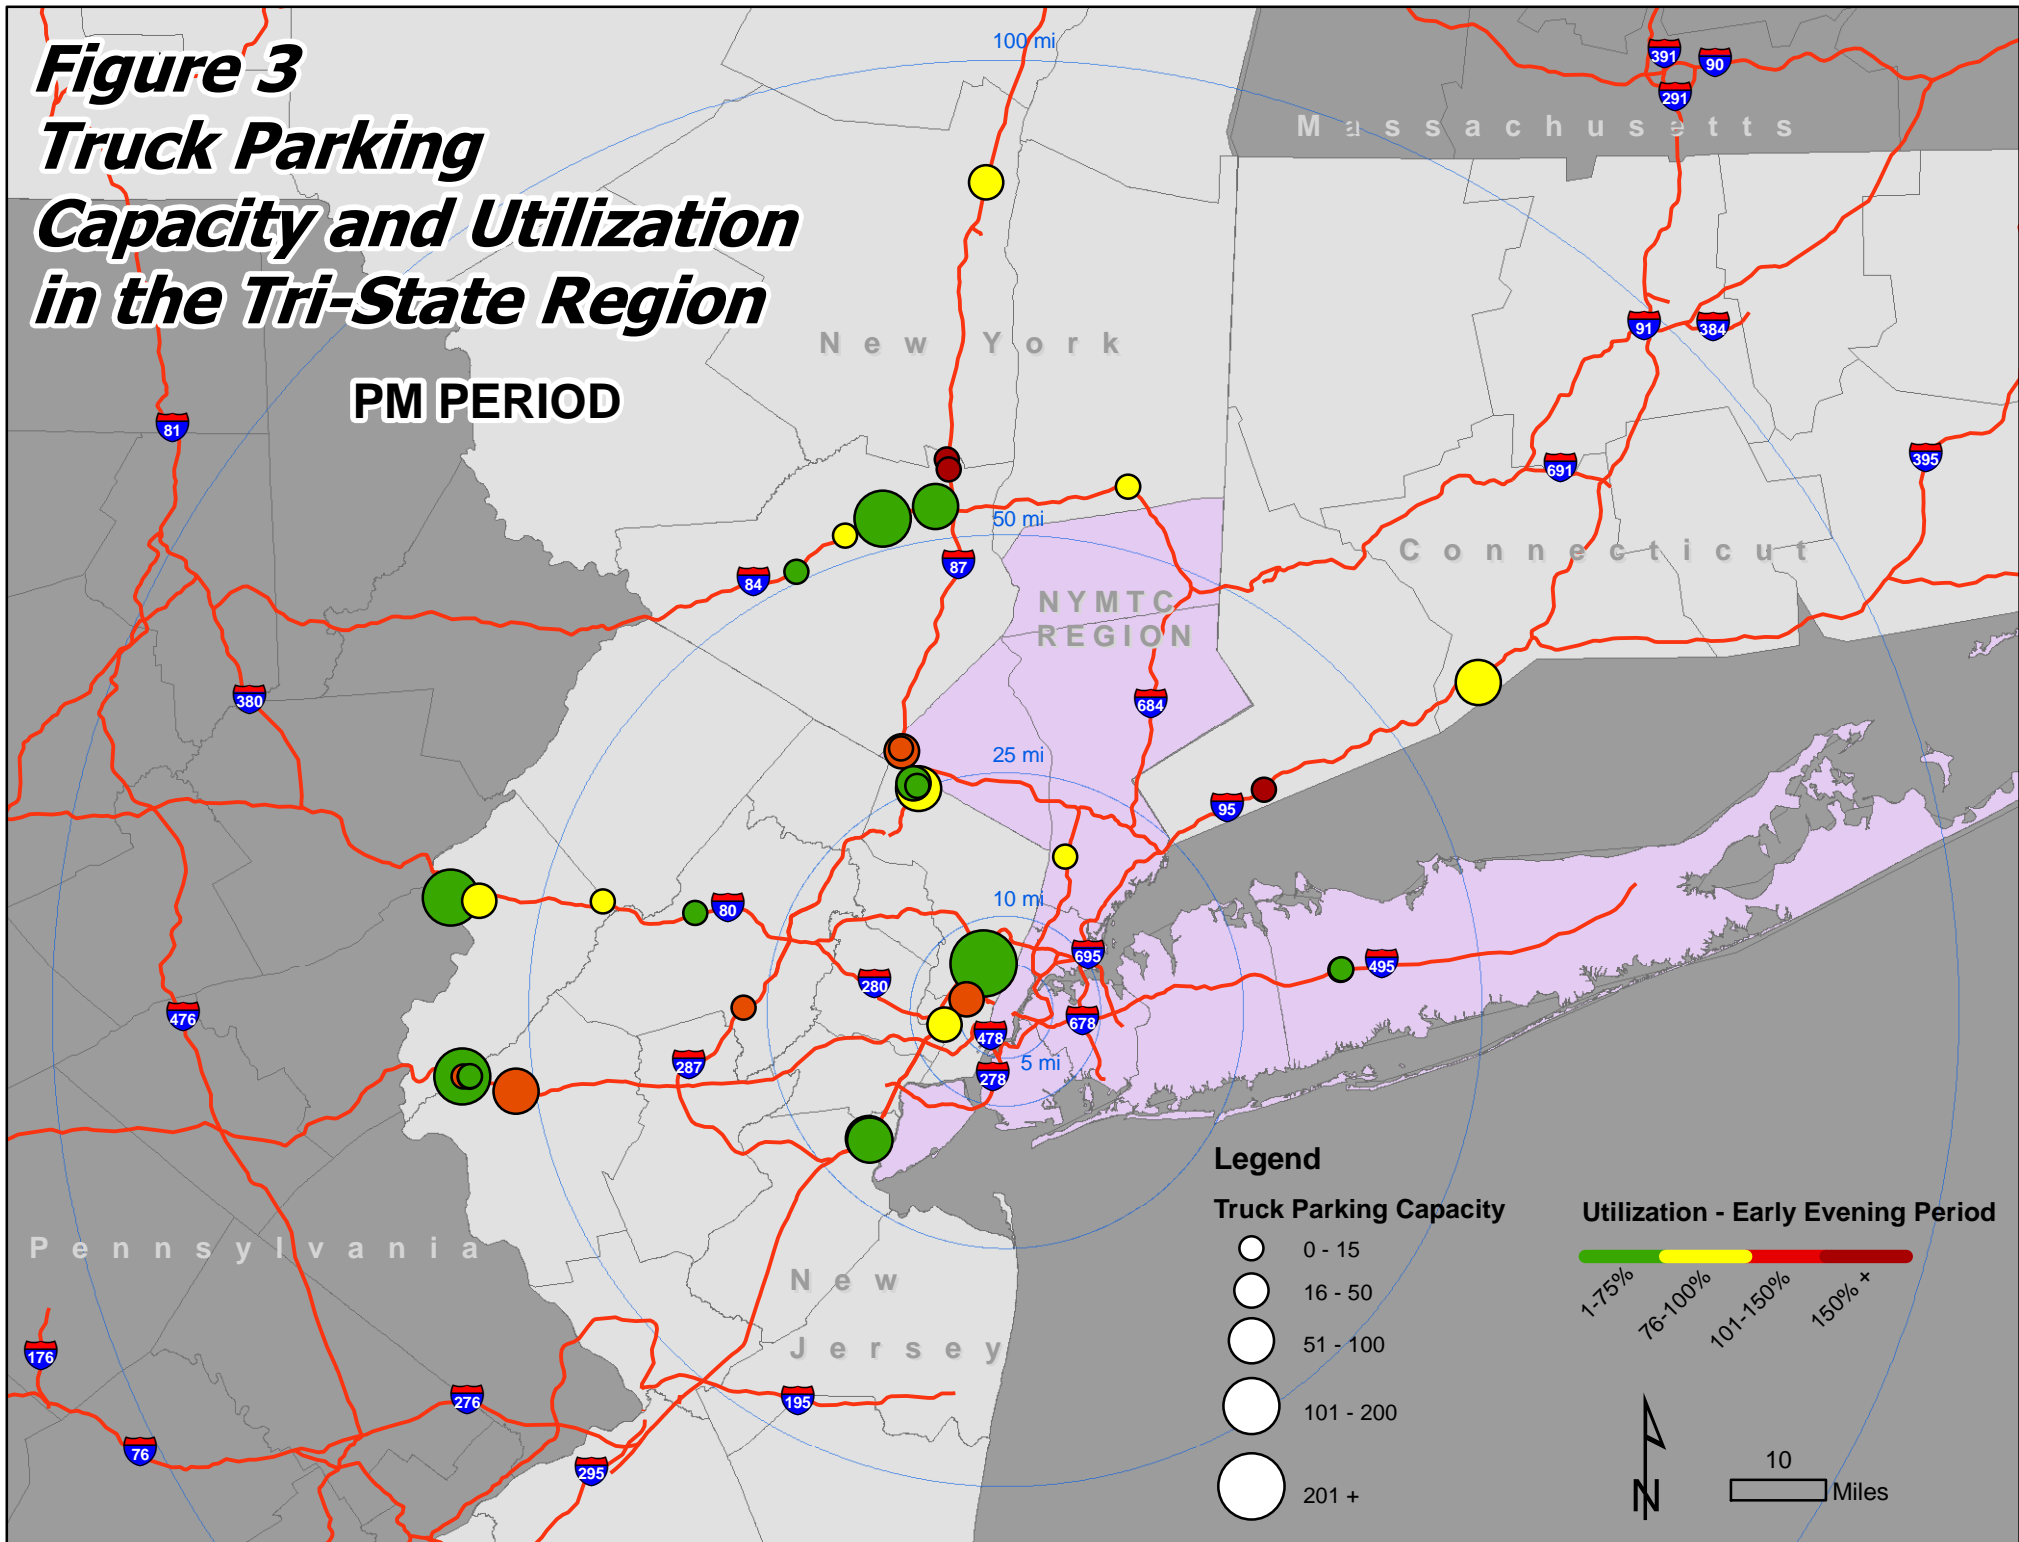 Figure 3
Truck Parking
Capacity and Utilization
in the Tri-State Region
PM PERIOD
100 mi
391
90
291
Massachusetts
New York
91
384
81
691
395
50 mi
Connecticut
87
84
NYMTC
REGION
380
684
25 mi
95
10 mi
80
695
495
280
476
678
478
287
5 mi
278
Pennsylvania
New
Jersey
176
276
195
76
295
Legend
Truck Parking Capacity
0 - 15
16 - 50
51 - 100
101 - 200
201 +
Utilization - Early Evening Period
1-75%
76-100%
101-150%
150% +
N
10
Miles